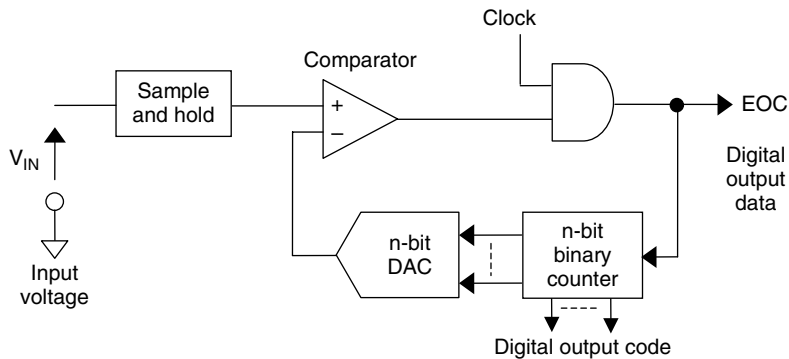 Clock
Comparator
Sample
and hold
+
−
EOC
V_IN
Digital
output
data
n-bit
DAC
n-bit
binary
counter
Input
voltage
Digital output code